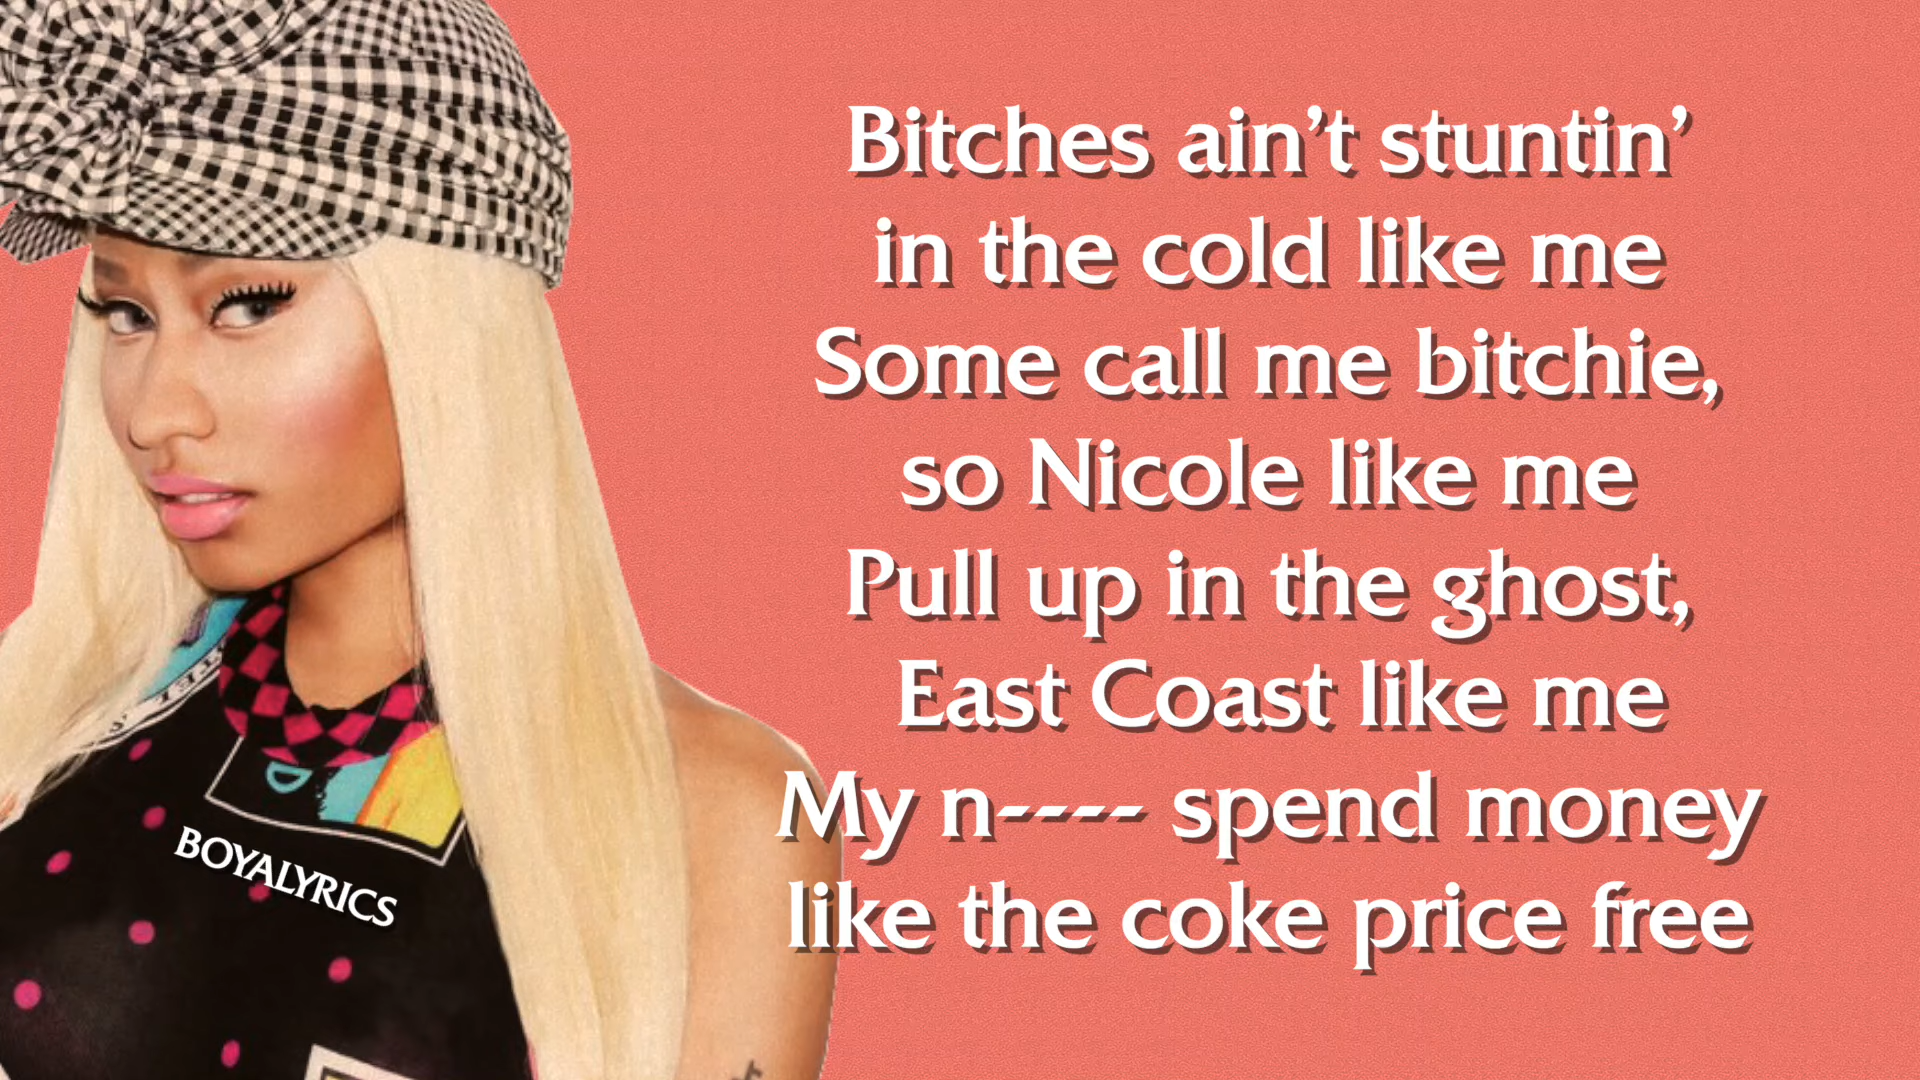 Bitches ain’t stuntin’
in the cold like me
Some call me bitchie,
so Nicole like me
Pull up in the ghost,
East Coast like me
My n---- spend money
like the coke price free
BOYALYRICS